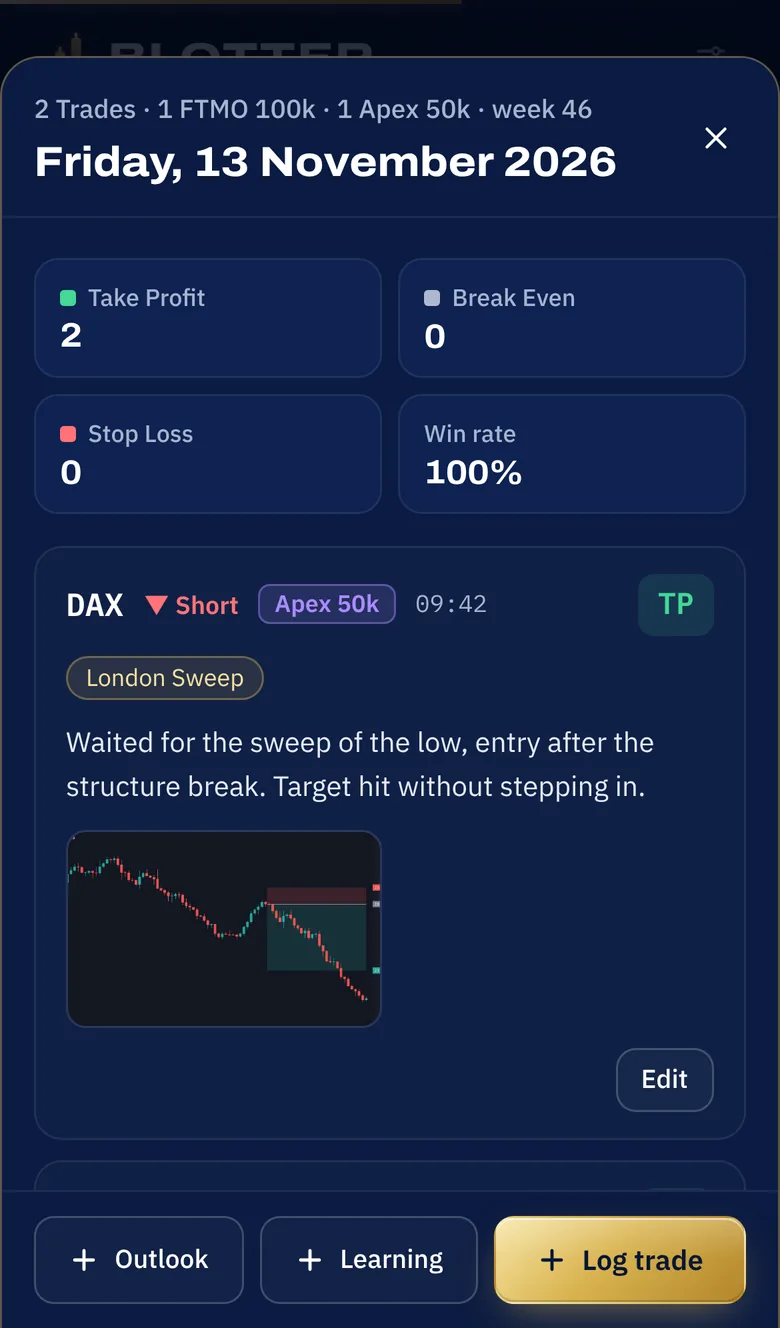 BLOTTER
2 Trades · 1 FTMO 100k · 1 Apex 50k · week 46
Friday, 13 November 2026
Take Profit
2
Break Even
0
Stop Loss
0
Win rate
100%
DAX ▼ Short Apex 50k 09:42 TP
London Sweep
Waited for the sweep of the low, entry after the
structure break. Target hit without stepping in.
Edit
+ Outlook
+ Learning
+ Log trade